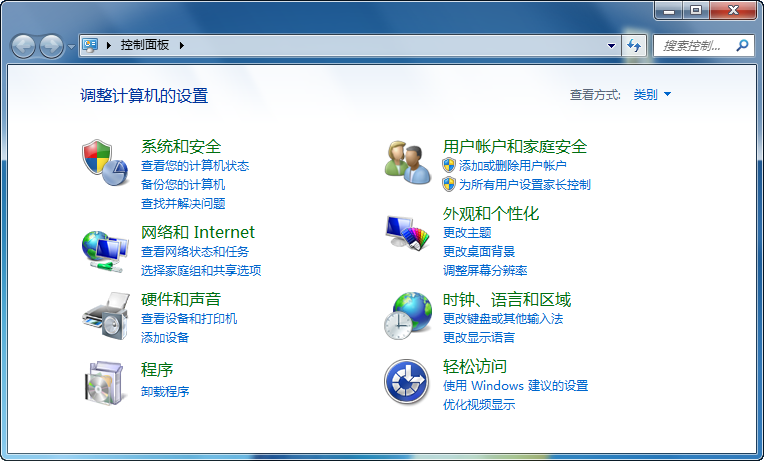 控制面板
搜索控制...
调整计算机的设置
查看方式: 类别
系统和安全
查看您的计算机状态
备份您的计算机
查找并解决问题
网络和 Internet
查看网络状态和任务
选择家庭组和共享选项
硬件和声音
查看设备和打印机
添加设备
程序
卸载程序
用户帐户和家庭安全
添加或删除用户帐户
为所有用户设置家长控制
外观和个性化
更改主题
更改桌面背景
调整屏幕分辨率
时钟、语言和区域
更改键盘或其他输入法
更改显示语言
轻松访问
使用 Windows 建议的设置
优化视频显示